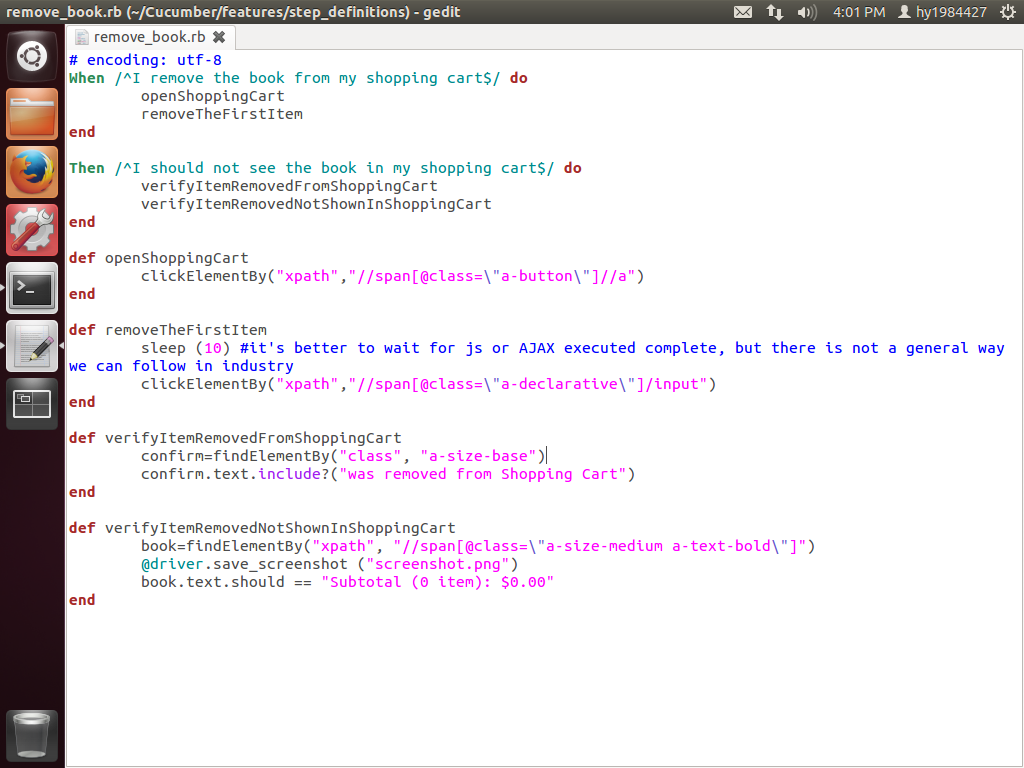 remove_book.rb (~/Cucumber/features/step_definitions) - gedit 4:01 PM hy1984427
remove_book.rb
# encoding: utf-8
When /^I remove the book from my shopping cart$/ do
openShoppingCart
removeTheFirstItem
end
Then /^I should not see the book in my shopping cart$/ do
verifyItemRemovedFromShoppingCart
verifyItemRemovedNotShownInShoppingCart
end
def openShoppingCart
clickElementBy("xpath","//span[@class=\"a-button\"]//a")
end
def removeTheFirstItem
sleep (10) #it's better to wait for js or AJAX executed complete, but there is not a general way
we can follow in industry
clickElementBy("xpath","//span[@class=\"a-declarative\"]/input")
end
def verifyItemRemovedFromShoppingCart
confirm=findElementBy("class", "a-size-base")
confirm.text.include?("was removed from Shopping Cart")
end
def verifyItemRemovedNotShownInShoppingCart
book=findElementBy("xpath", "//span[@class=\"a-size-medium a-text-bold\"]")
@driver.save_screenshot ("screenshot.png")
book.text.should == "Subtotal (0 item): $0.00"
end